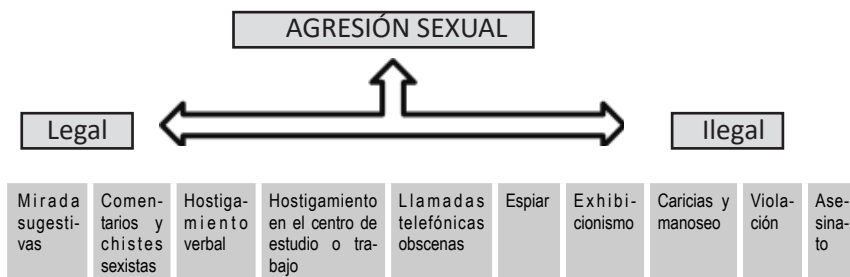 AGRESIÓN SEXUAL
Legal
Ilegal
Mirada
sugesti-
vas
Comen-
tarios y
chistes
sexistas
Hostiga-
miento
verbal
Hostigamiento
en el centro de
estudio o tra-
bajo
Llamadas
telefónicas
obscenas
Espiar
Exhibi-
cionismo
Caricias y
manoseo
Viola-
ción
Ase-
sina-
to